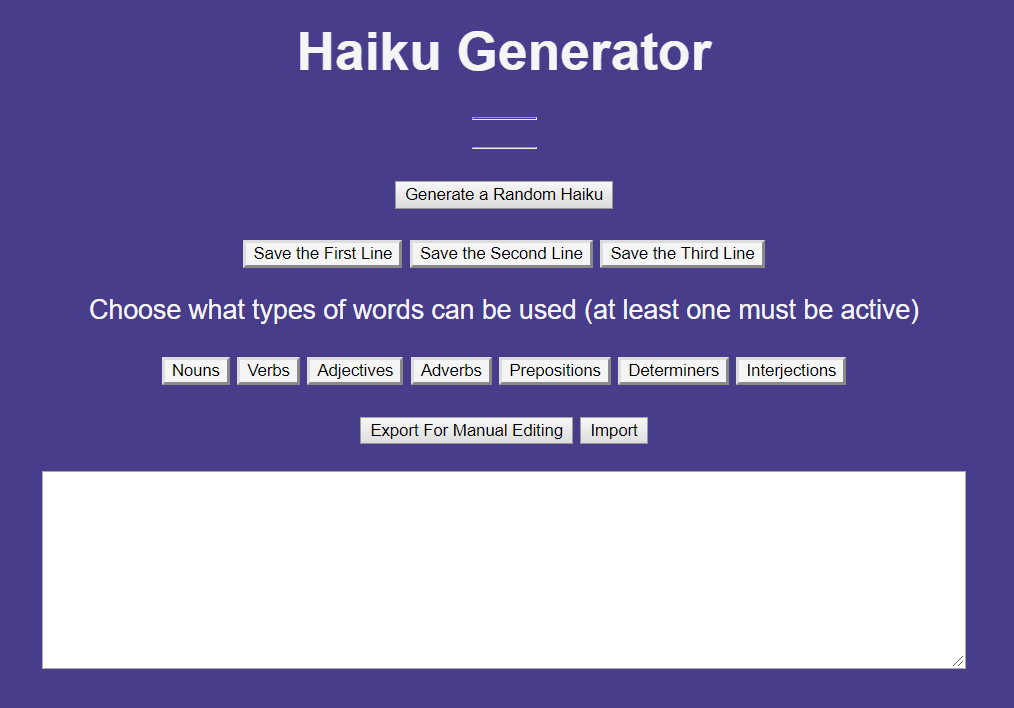 Haiku Generator
Generate a Random Haiku
Save the First Line Save the Second Line Save the Third Line
Choose what types of words can be used (at least one must be active)
Nouns Verbs Adjectives Adverbs Prepositions Determiners Interjections
Export For Manual Editing Import